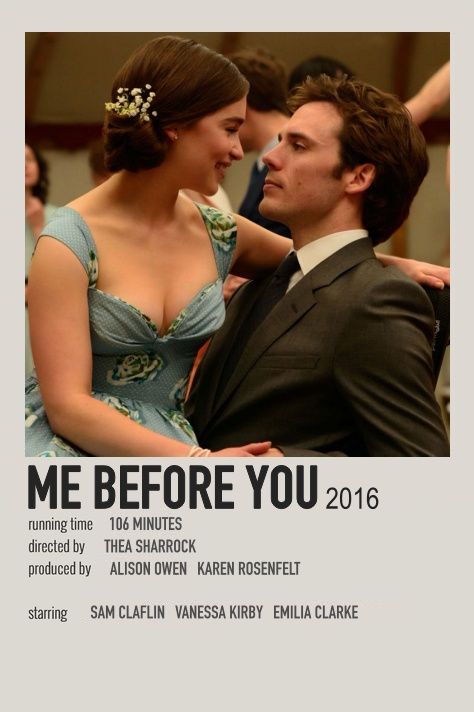 ME BEFORE YOU 2016
running time 106 MINUTES
directed by THEA SHARROCK
produced by ALISON OWEN KAREN ROSENFELT
starring SAM CLAFLIN VANESSA KIRBY EMILIA CLARKE